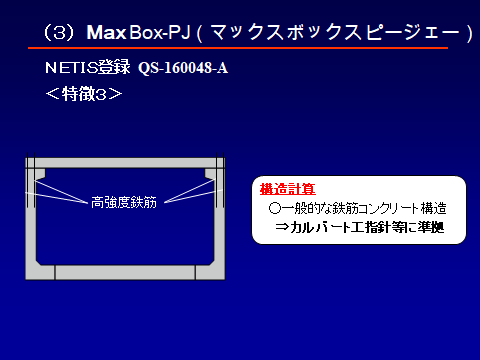 （３）MaxBox-PJ（マックスボックスピージェー）
ＮＥＴＩＳ登録 QS-160048-A
＜特徴３＞
高強度鉄筋
構造計算
○一般的な鉄筋コンクリート構造
⇒カルバート工指針等に準拠